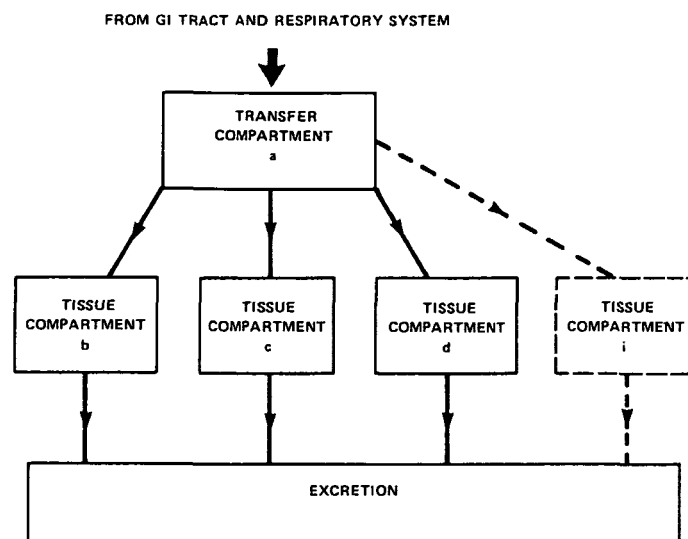 FROM GI TRACT AND RESPIRATORY SYSTEM
TRANSFER
COMPARTMENT
a
TISSUE
COMPARTMENT
b
TISSUE
COMPARTMENT
c
TISSUE
COMPARTMENT
d
TISSUE
COMPARTMENT
i
EXCRETION